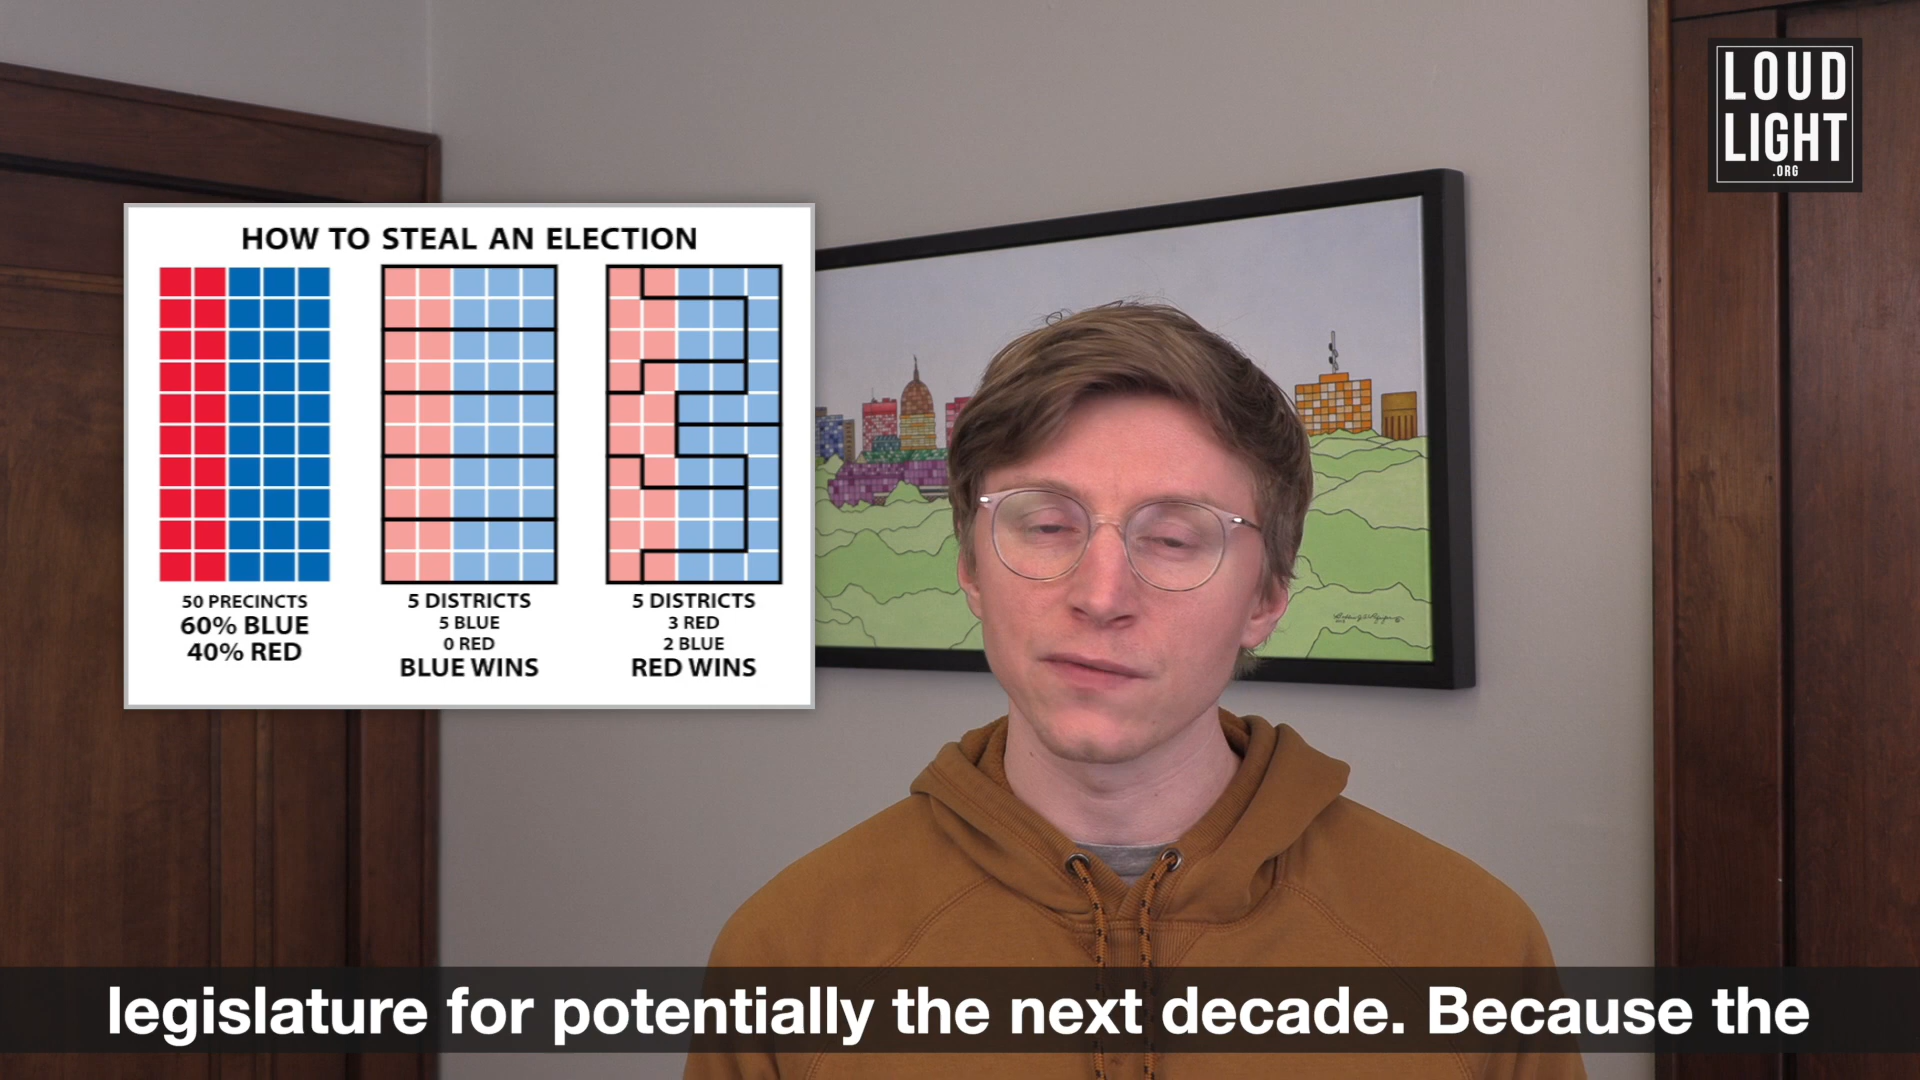 LOUD
LIGHT
.ORG
HOW TO STEAL AN ELECTION
50 PRECINCTS
60% BLUE
40% RED
5 DISTRICTS
5 BLUE
0 RED
BLUE WINS
5 DISTRICTS
3 RED
2 BLUE
RED WINS
legislature for potentially the next decade. Because the